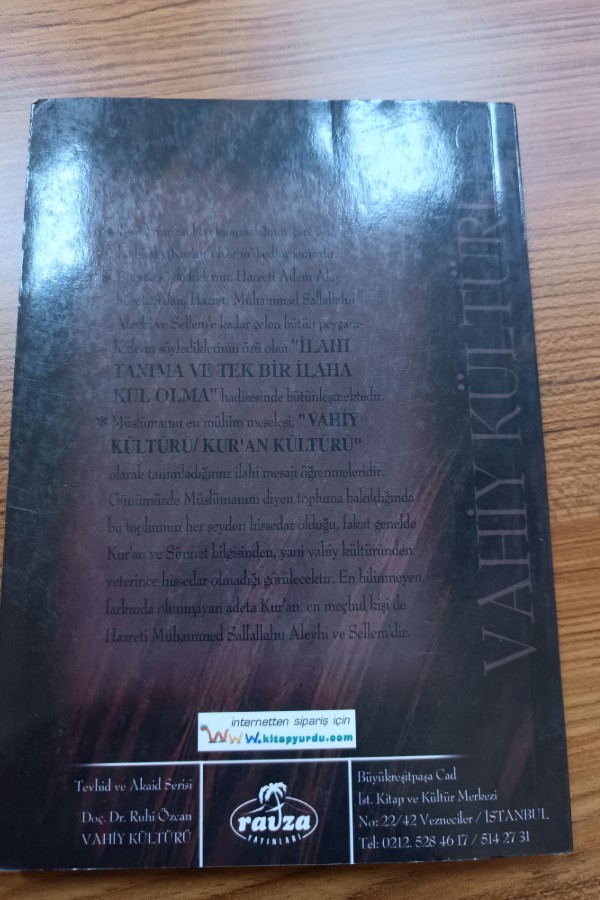 Hazreti Adem Aley-
Hazreti Muhammed Sallallahu
Aleyhi ve Sellem'e kadar gelen bütün peygam-
berlerin söylediklerinin özü olan "İLAHI
TANIMA VE TEK BİR İLAHA
KUL OLMA" hadisesinde bütünleşmektedir.
* Müslümanın en mühim meselesi, "VAHİY
KÜLTÜRÜ/ KUR'AN KÜLTÜRÜ"
olarak tanımladığımız ilahi mesajı öğrenmeleridir.
Günümüzde Müslümanım diyen topluma bakıldığında
bu toplumun her şeyden hissedar olduğu, fakat genelde
Kur'an ve Sünnet bilgisinden, yani vahiy kültüründen
yeterince hissedar olmadığı görülecektir. En bilinmeyen,
farkında olunmayan adeta Kur'an, en meçhul kişi de
Hazreti Muhammed Sallallahu Aleyhi ve Sellem'dir.
VAHİY KÜLTÜRÜ
internetten sipariş için
www.kitapyurdu.com
Tevhid ve Akaid Serisi
Doç. Dr. Ruhi Özcan
VAHİY KÜLTÜRÜ
ravza
YAYINLARI
Büyükreşitpaşa Cad
İst. Kitap ve Kültür Merkezi
No: 22/42 Vezneciler / İSTANBUL
Tel: 0212. 528 46 17 / 514 27 31